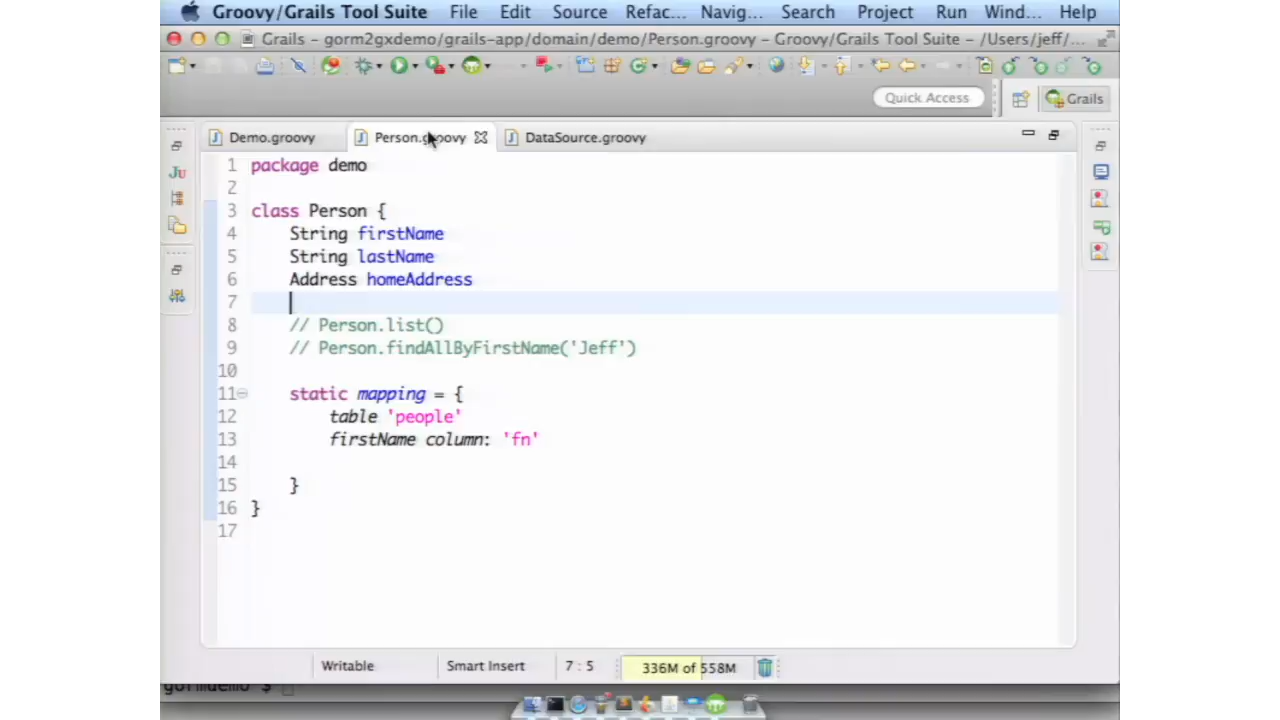 Groovy/Grails Tool Suite File Edit Source Refac... Navig... Search Project Run Wind... Help
Grails - gorm2gxdemo/grails-app/domain/demo/Person.groovy - Groovy/Grails Tool Suite - /Users/jeff/...
Quick Access
Grails
Demo.groovy Person.groovy DataSource.groovy
1 package demo
2
3 class Person {
4 String firstName
5 String lastName
6 Address homeAddress
7
8 // Person.list()
9 // Person.findAllByFirstName('Jeff')
10
11 static mapping = {
12 table 'people'
13 firstName column: 'fn'
14
15 }
16 }
17
Writable Smart Insert 7 : 5 336M of 558M
gormdemo $